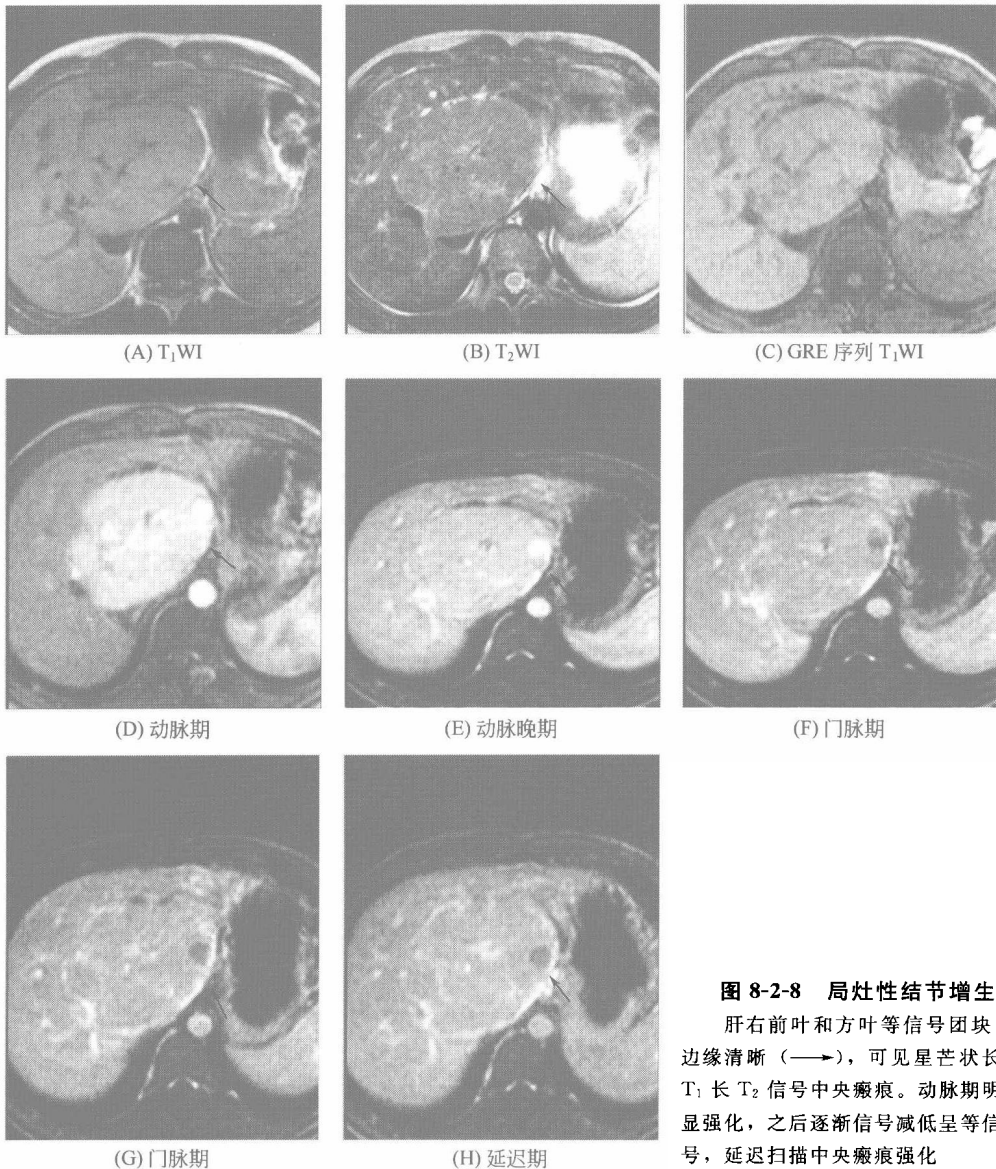 (A) T₁WI
(B) T₂WI
(C) GRE 序列 T₁WI
(D) 动脉期
(E) 动脉晚期
(F) 门脉期
(G) 门脉期
(H) 延迟期
图 8-2-8 局灶性结节增生
肝右前叶和方叶等信号团块
边缘清晰（→），可见星芒状长
T₁ 长 T₂ 信号中央瘢痕。动脉期明
显强化，之后逐渐信号减低呈等信
号，延迟扫描中央瘢痕强化